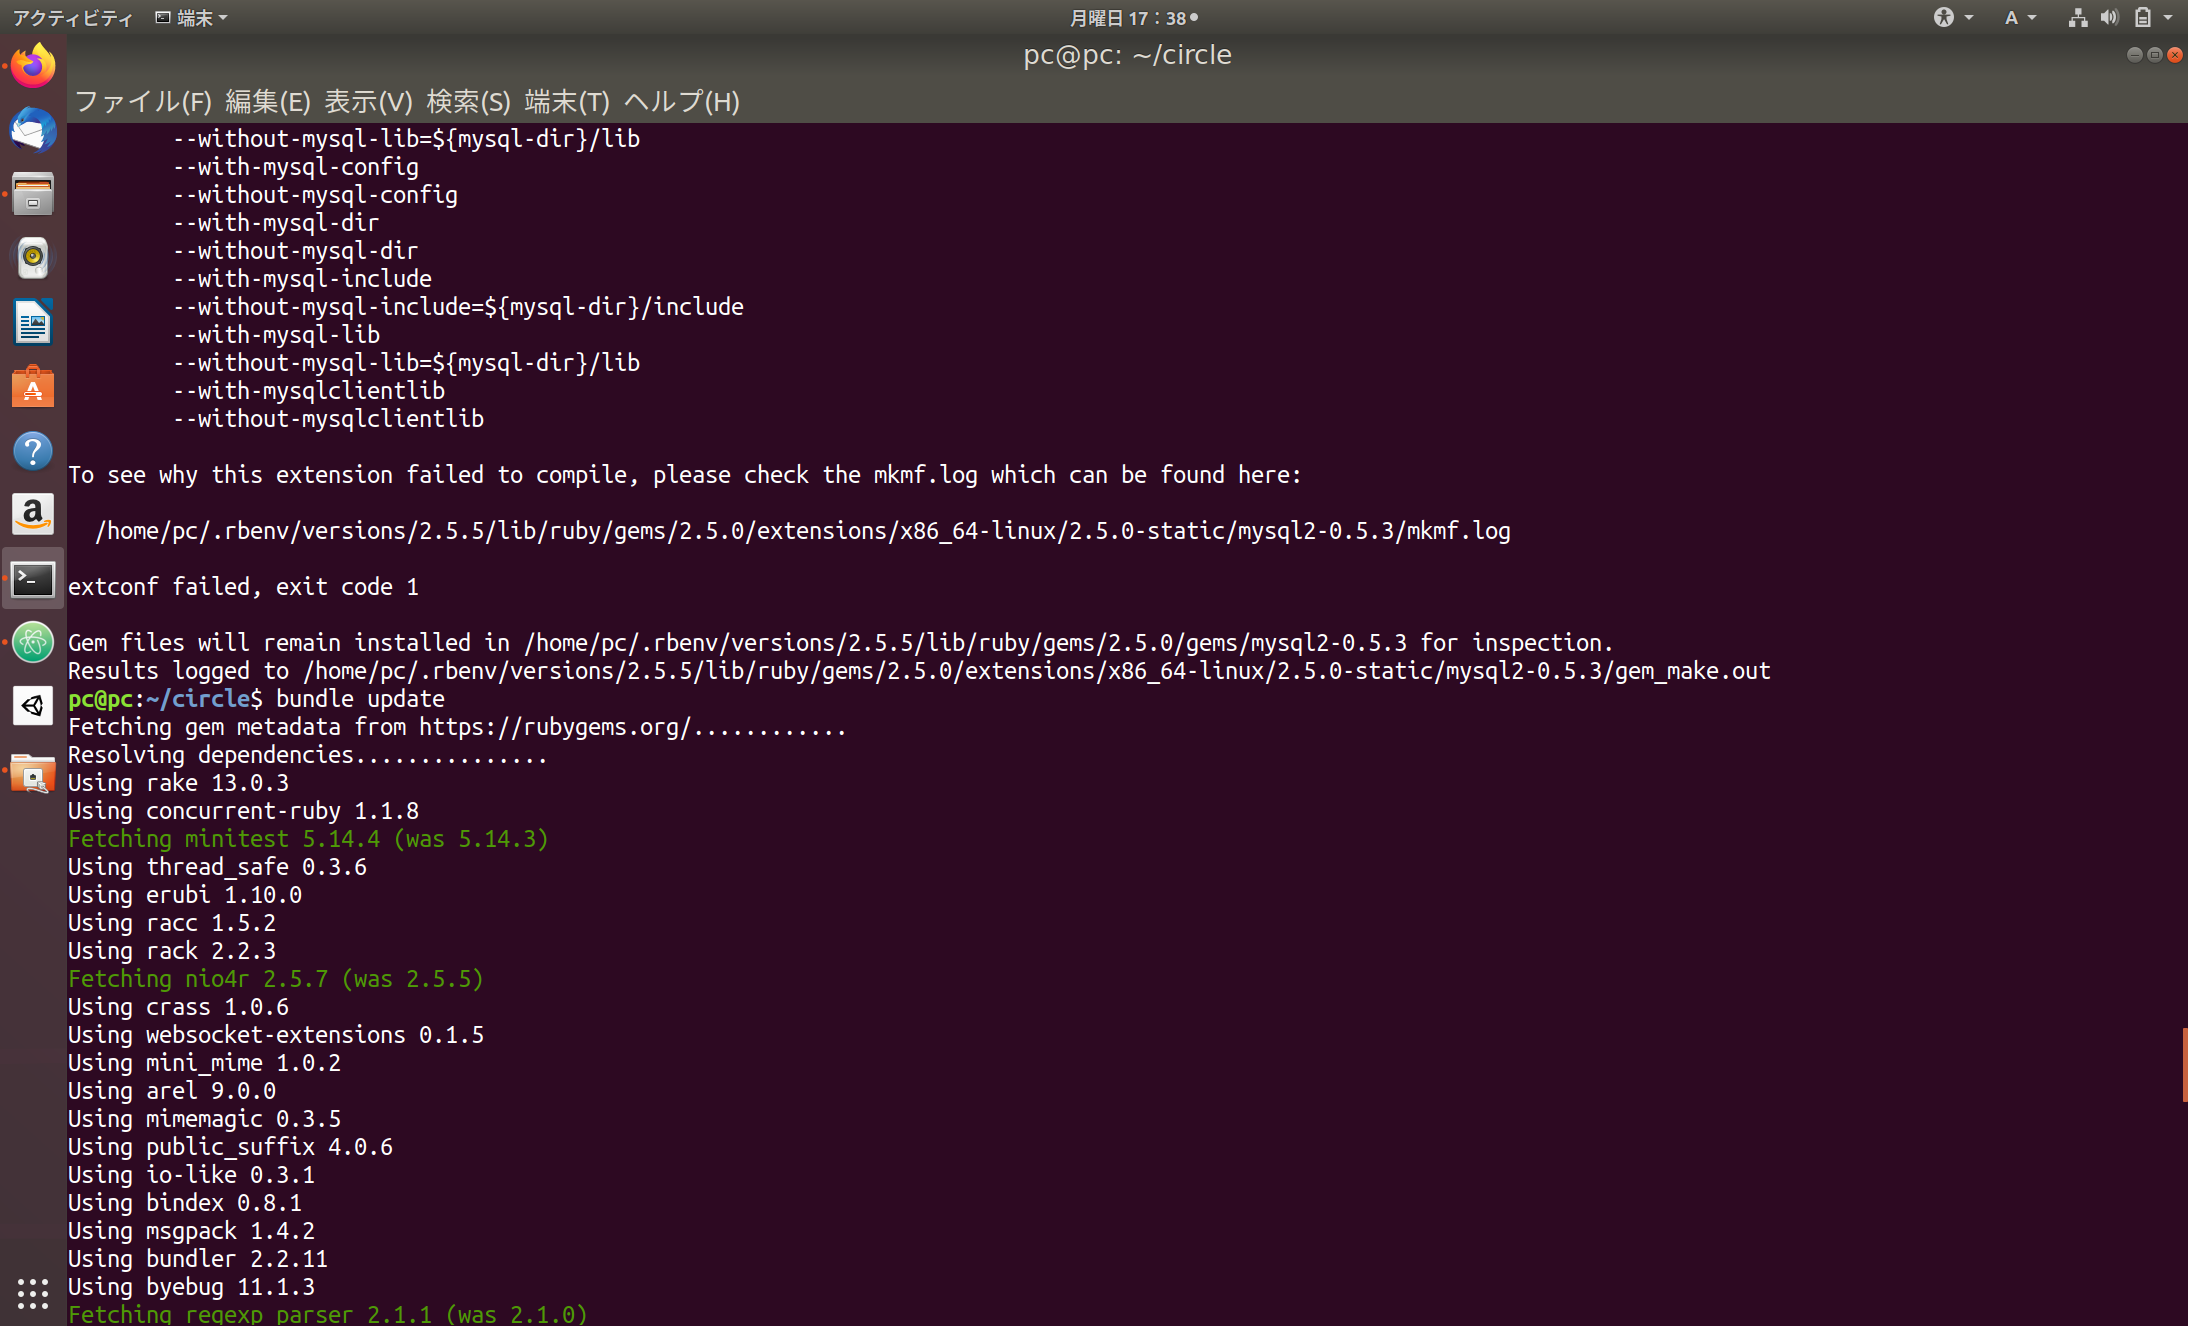 アクティビティ 端末 月曜日 17：38 A
pc@pc: ~/circle
ファイル(F) 編集(E) 表示(V) 検索(S) 端末(T) ヘルプ(H)
--without-mysql-lib=${mysql-dir}/lib
--with-mysql-config
--without-mysql-config
--with-mysql-dir
--without-mysql-dir
--with-mysql-include
--without-mysql-include=${mysql-dir}/include
--with-mysql-lib
--without-mysql-lib=${mysql-dir}/lib
--with-mysqlclientlib
--without-mysqlclientlib
To see why this extension failed to compile, please check the mkmf.log which can be found here:
/home/pc/.rbenv/versions/2.5.5/lib/ruby/gems/2.5.0/extensions/x86_64-linux/2.5.0-static/mysql2-0.5.3/mkmf.log
extconf failed, exit code 1
Gem files will remain installed in /home/pc/.rbenv/versions/2.5.5/lib/ruby/gems/2.5.0/gems/mysql2-0.5.3 for inspection.
Results logged to /home/pc/.rbenv/versions/2.5.5/lib/ruby/gems/2.5.0/extensions/x86_64-linux/2.5.0-static/mysql2-0.5.3/gem_make.out
pc@pc:~/circle$ bundle update
Fetching gem metadata from https://rubygems.org/............
Resolving dependencies...............
Using rake 13.0.3
Using concurrent-ruby 1.1.8
Fetching minitest 5.14.4 (was 5.14.3)
Using thread_safe 0.3.6
Using erubi 1.10.0
Using racc 1.5.2
Using rack 2.2.3
Fetching nio4r 2.5.7 (was 2.5.5)
Using crass 1.0.6
Using websocket-extensions 0.1.5
Using mini_mime 1.0.2
Using arel 9.0.0
Using mimemagic 0.3.5
Using public_suffix 4.0.6
Using io-like 0.3.1
Using bindex 0.8.1
Using msgpack 1.4.2
Using bundler 2.2.11
Using byebug 11.1.3
Fetching regexp_parser 2.1.1 (was 2.1.0)